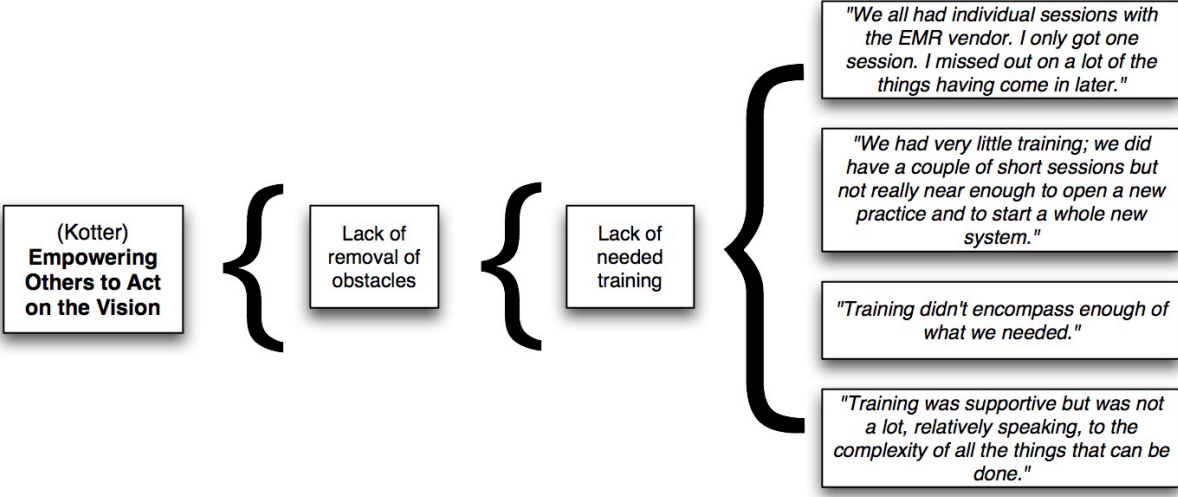 (Kotter)
Empowering
Others to Act
on the Vision
Lack of
removal of
obstacles
Lack of
needed
training
"We all had individual sessions with
the EMR vendor. I only got one
session. I missed out on a lot of the
things having come in later."
"We had very little training; we did
have a couple of short sessions but
not really near enough to open a new
practice and to start a whole new
system."
"Training didn't encompass enough of
what we needed."
"Training was supportive but was not
a lot, relatively speaking, to the
complexity of all the things that can be
done."